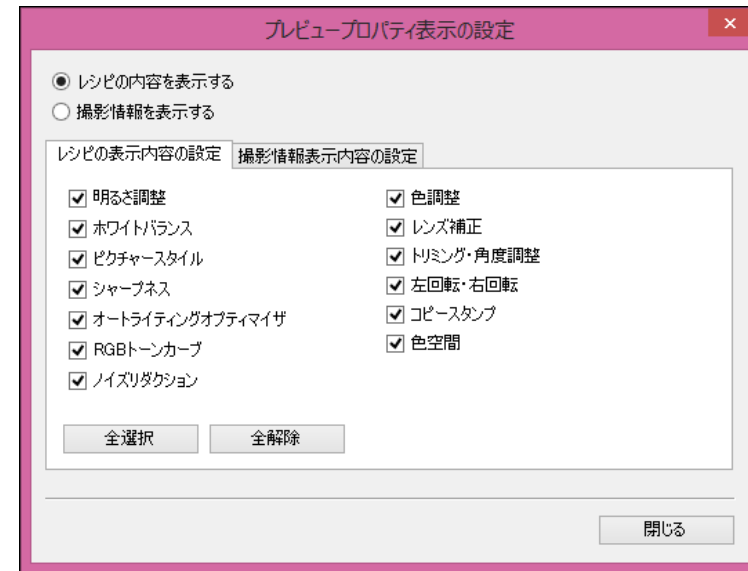 プレビュープロパティ表示の設定
レシピの内容を表示する
撮影情報を表示する
レシピの表示内容の設定 撮影情報表示内容の設定
明るさ調整
ホワイトバランス
ピクチャースタイル
シャープネス
オートライティングオプティマイザ
RGBトーンカーブ
ノイズリダクション
色調整
レンズ補正
トリミング・角度調整
左回転・右回転
コピースタンプ
色空間
全選択 全解除
閉じる